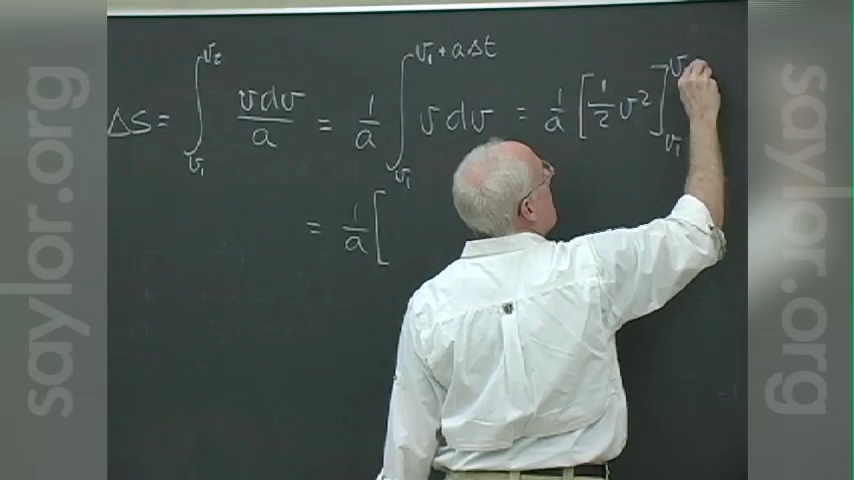 saylor.org
Δs = ∫_{v₁}^{v₂} v dv / a = 1/a ∫_{v₁}^{v₁ + aΔt} v dv = 1/a [ 1/2 v² ]_{v₁}^{v
= 1/a [
saylor.org